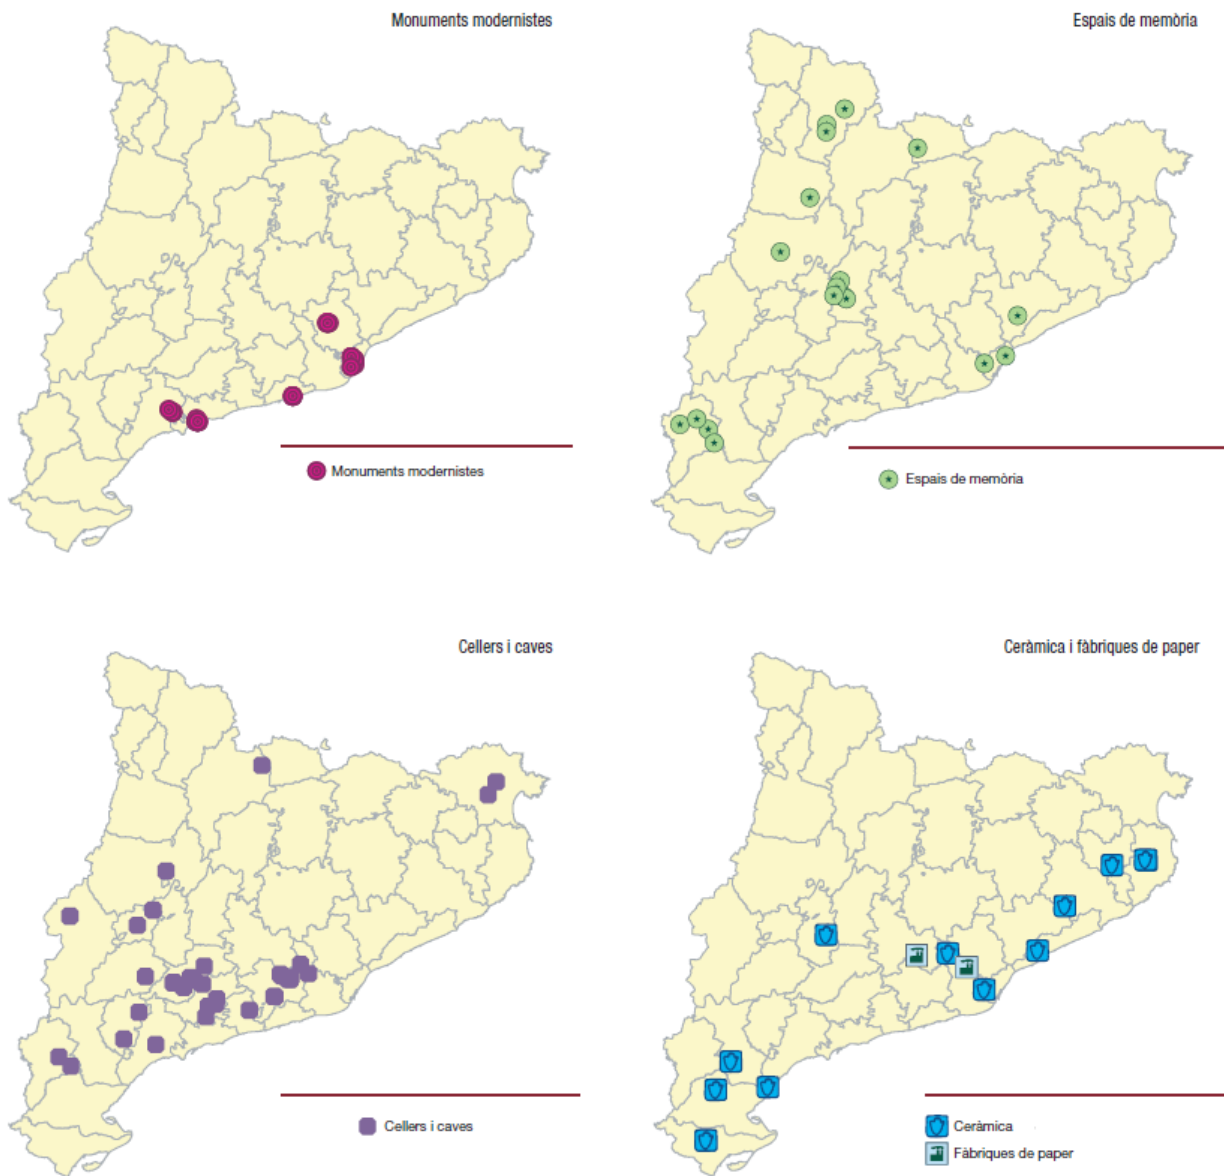 Monuments modernistes
Espais de memòria
Monuments modernistes
Espais de memòria
Cellers i caves
Ceràmica i fàbriques de paper
Cellers i caves
Ceràmica
Fàbriques de paper